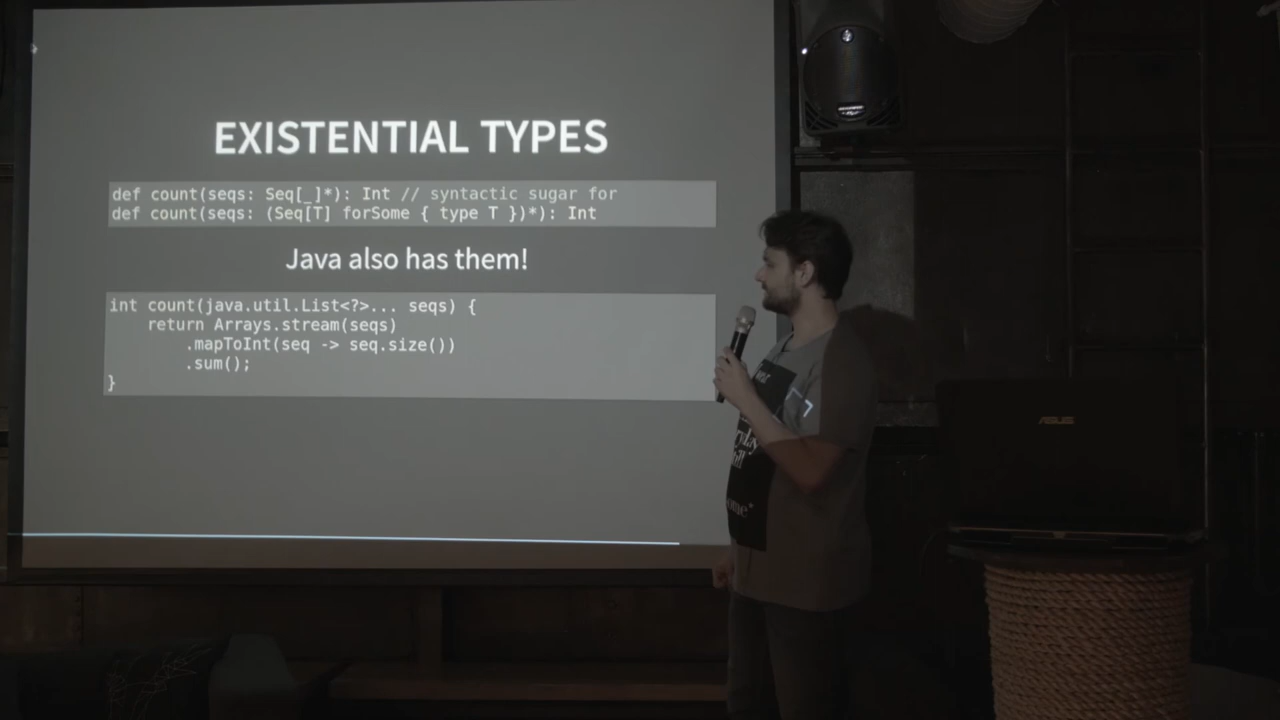 EXISTENTIAL TYPES
def count(seqs: Seq[_]*): Int // syntactic sugar for
def count(seqs: (Seq[T] forSome { type T })*): Int
Java also has them!
int count(java.util.List<?>... seqs) {
    return Arrays.stream(seqs)
        .mapToInt(seq -> seq.size())
        .sum();
}
ASUS